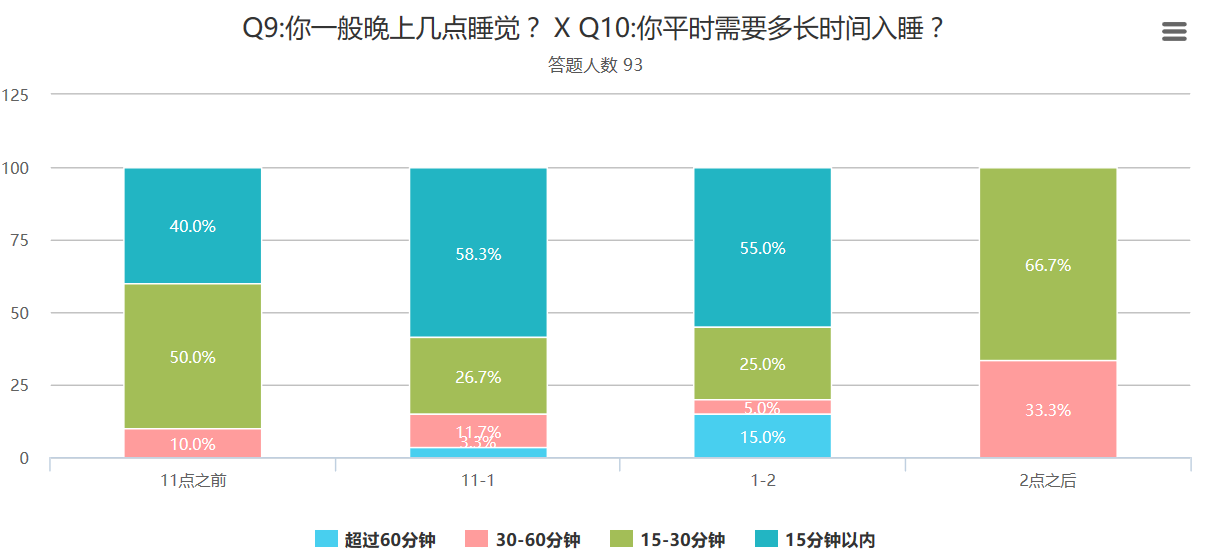 Q9:你一般晚上几点睡觉？ X Q10:你平时需要多长时间入睡？
答题人数 93
125
100
75
50
25
0
40.0%
50.0%
10.0%
58.3%
26.7%
11.7%
3.3%
55.0%
25.0%
5.0%
15.0%
66.7%
33.3%
11点之前
11-1
1-2
2点之后
超过60分钟
30-60分钟
15-30分钟
15分钟以内